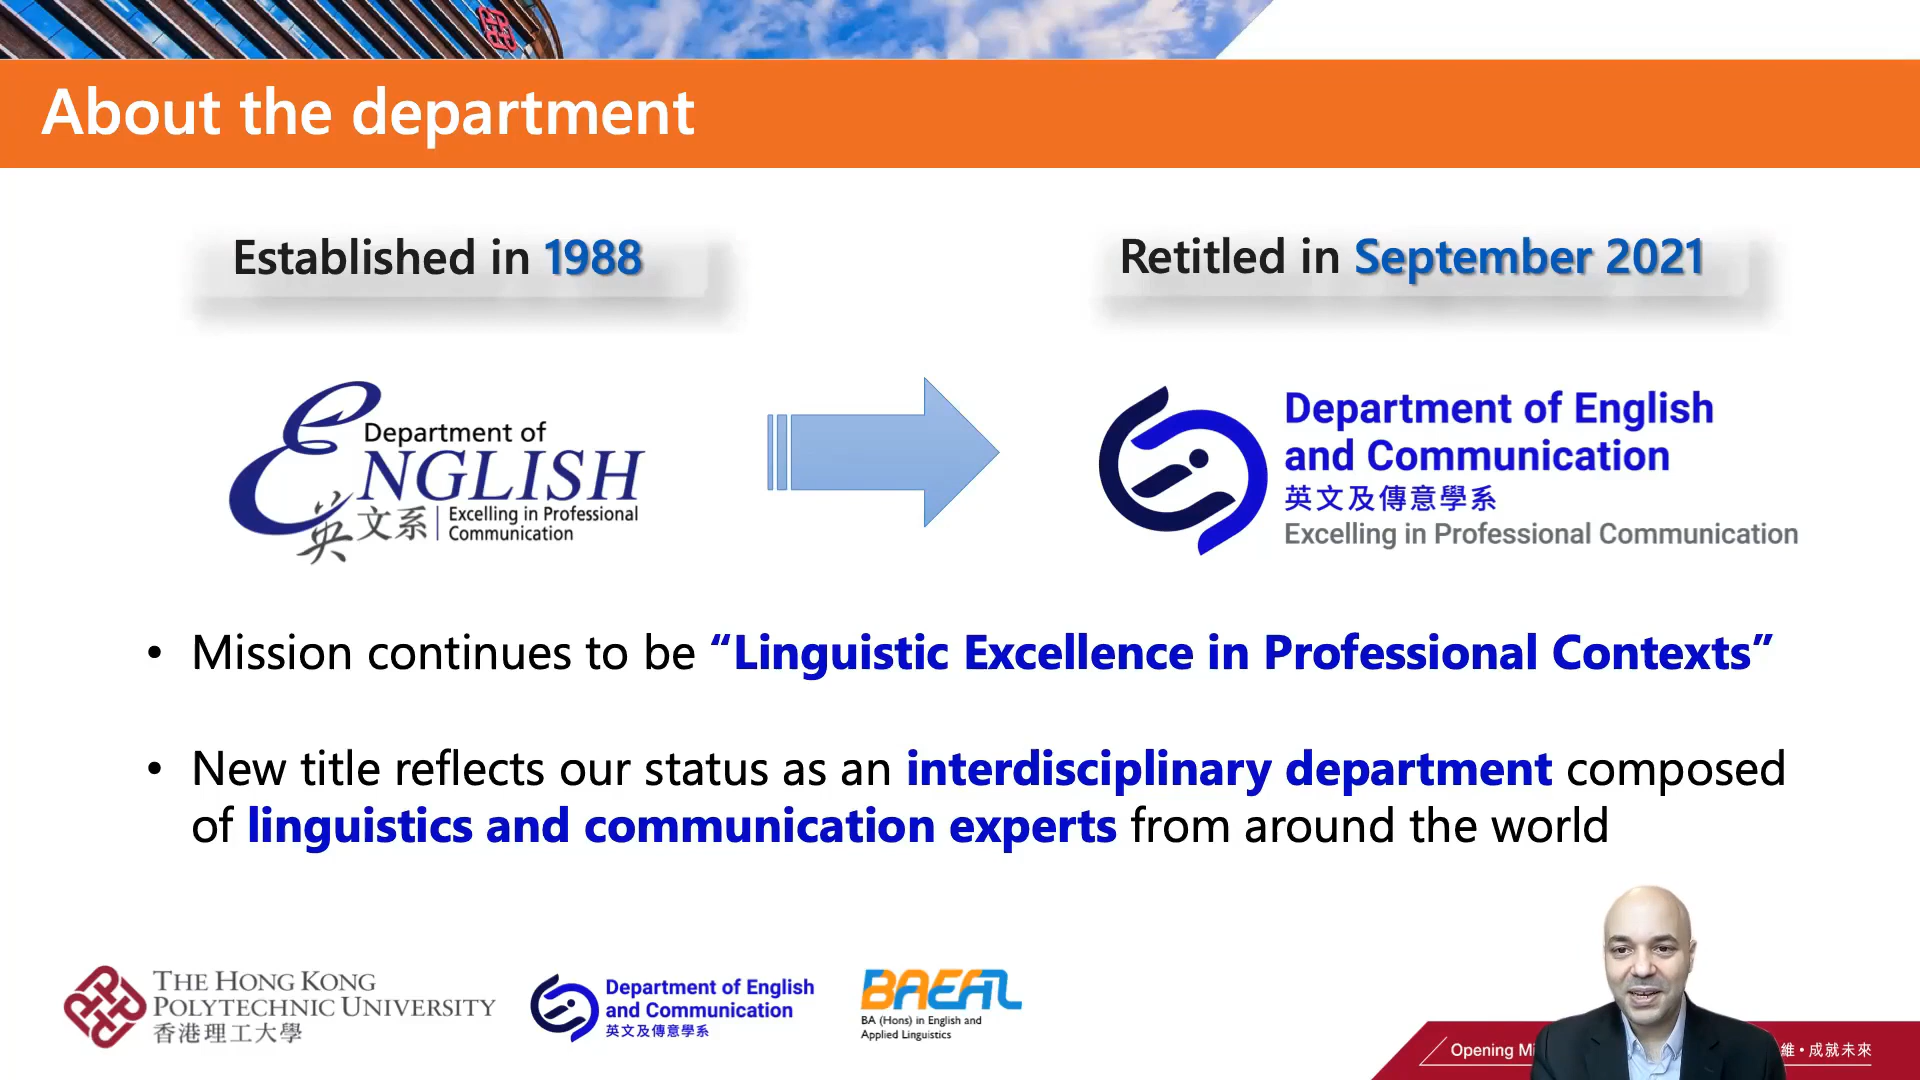 About the department
Established in 1988
Retitled in September 2021
Department of
ENGLISH
英文系
Excelling in Professional
Communication
Department of English
and Communication
英文及傳意學系
Excelling in Professional Communication
• Mission continues to be “Linguistic Excellence in Professional Contexts”
• New title reflects our status as an interdisciplinary department composed
of linguistics and communication experts from around the world
THE HONG KONG
POLYTECHNIC UNIVERSITY
香港理工大學
Department of English
and Communication
英文及傳意學系
BAEAL
BA (Hons) in English and
Applied Linguistics
Opening
維 • 成就未來